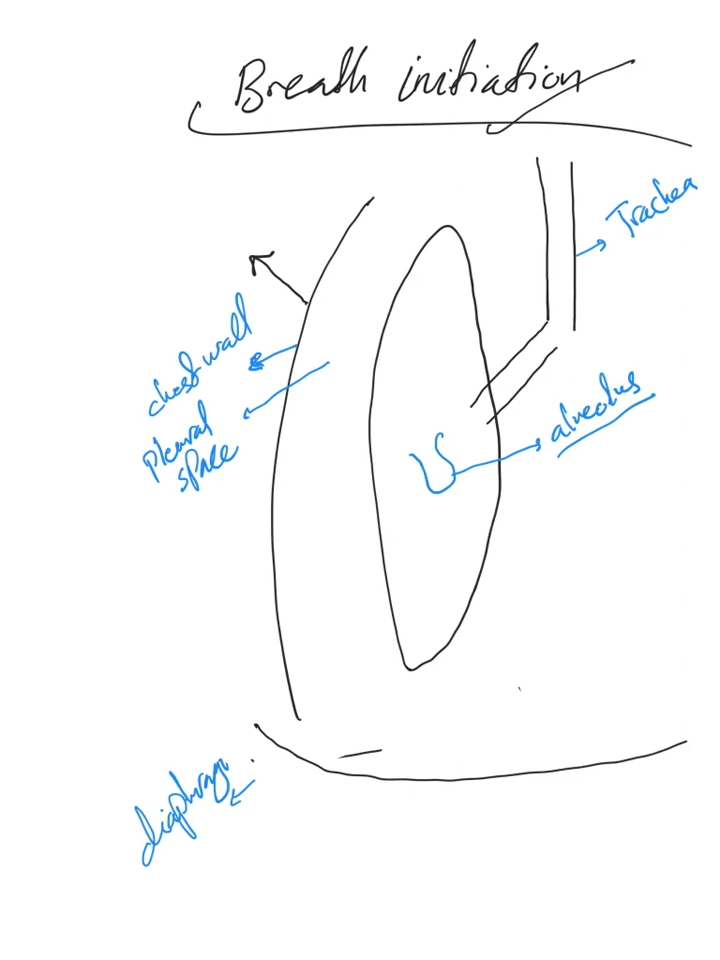 Breath initiation
Trachea
chest wall
pleural
space
alveolus
diaphragm